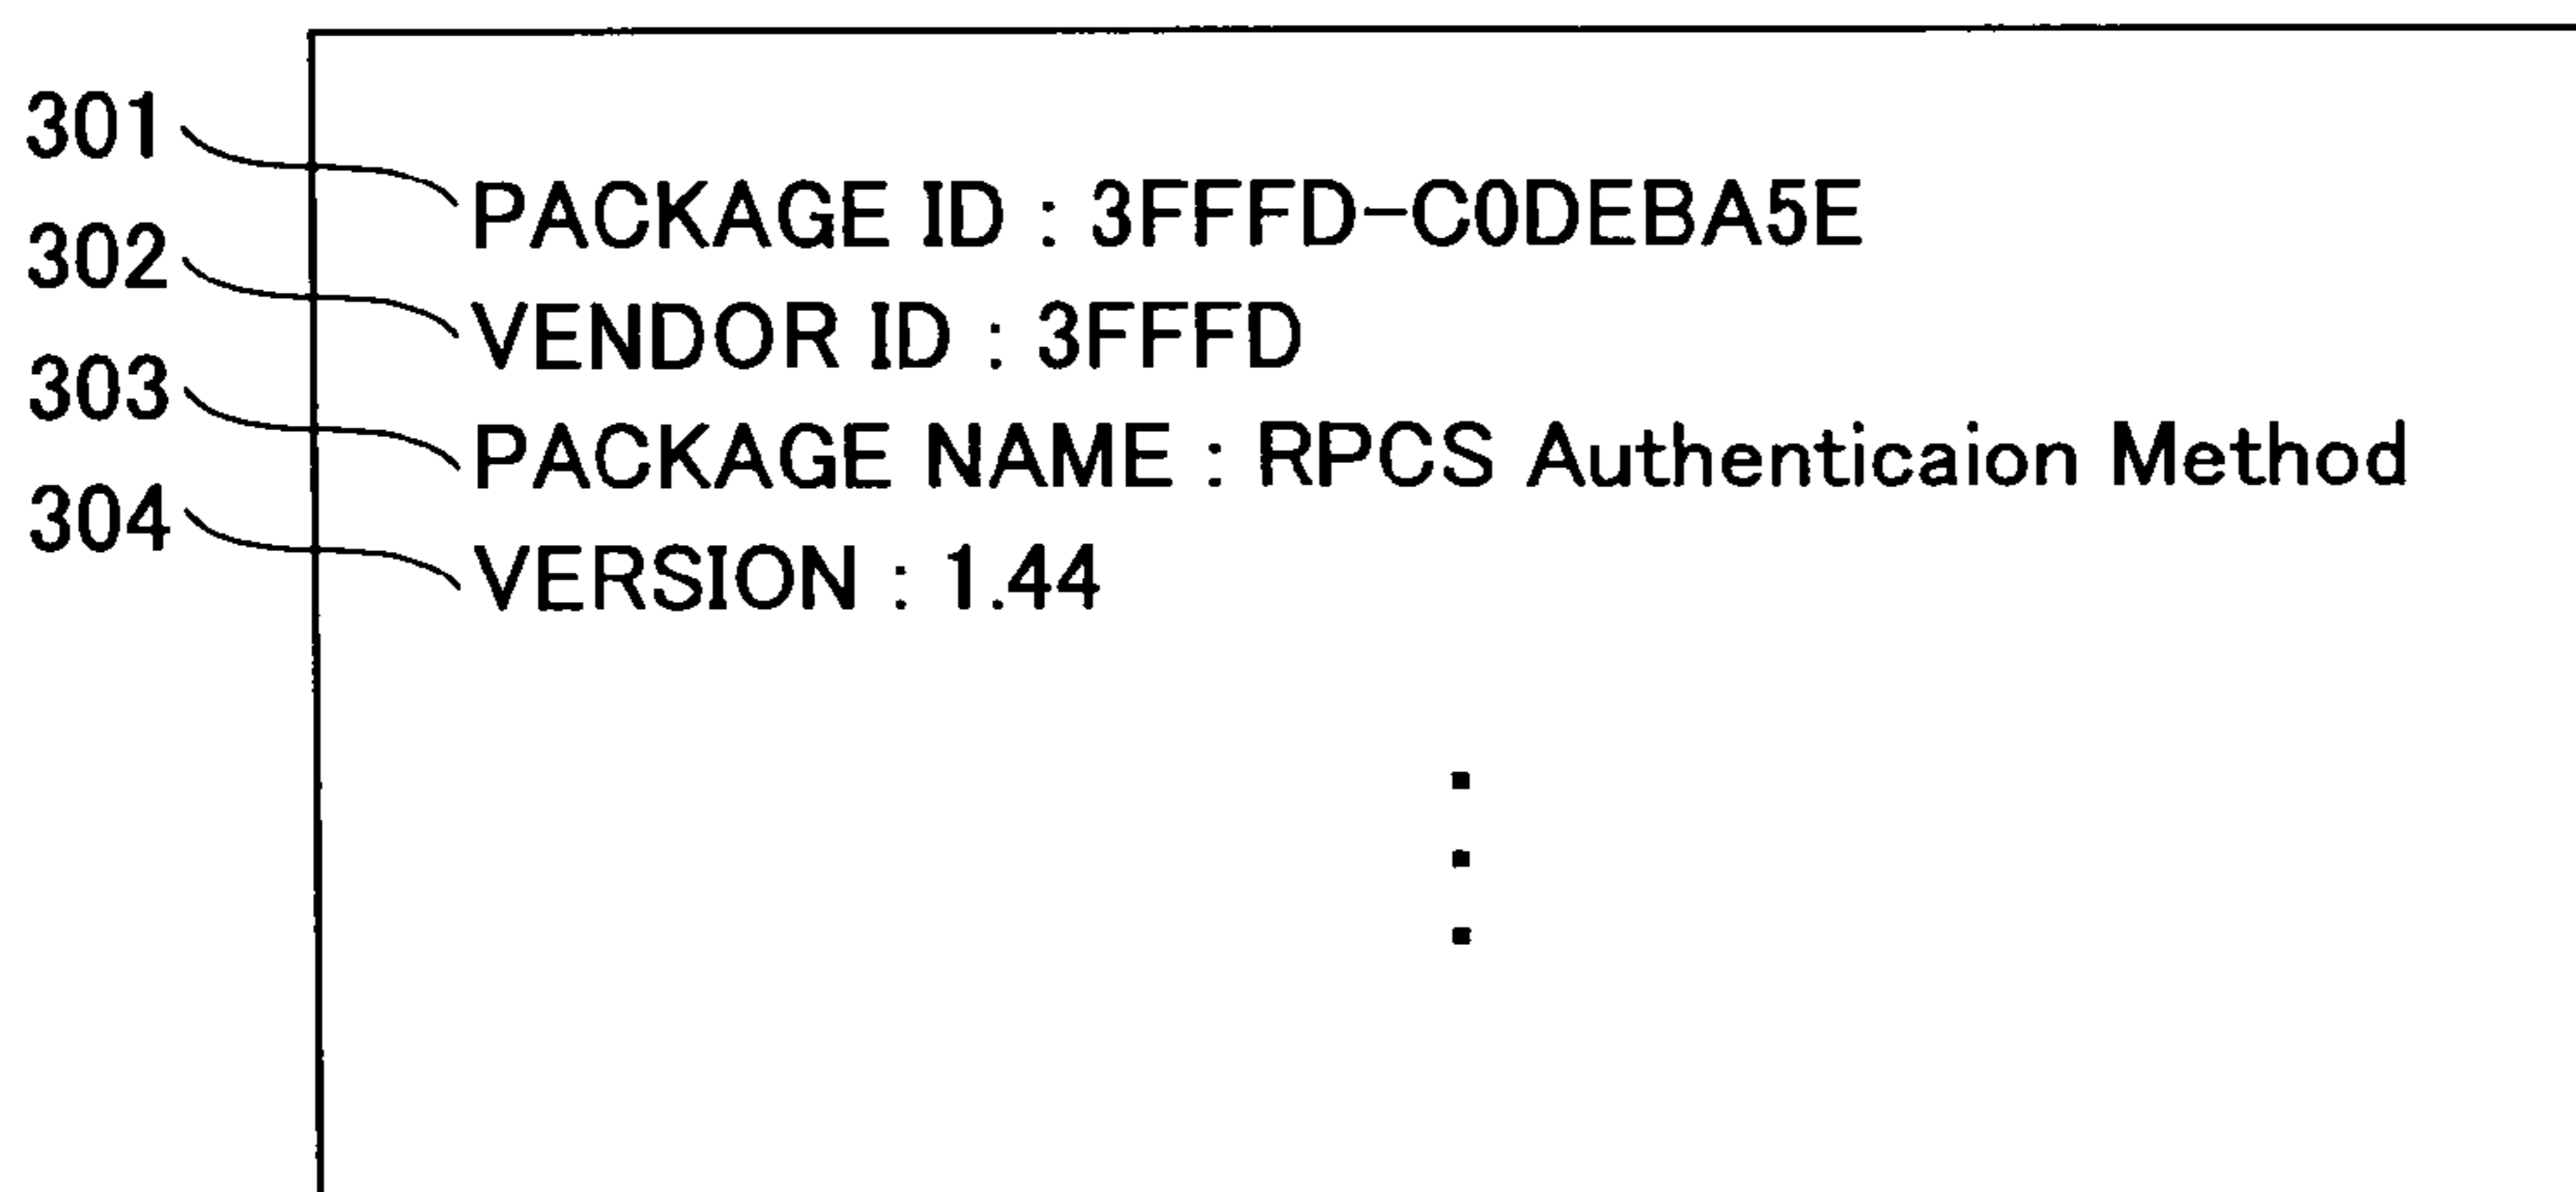 301
PACKAGE ID : 3FFFD-C0DEBA5E
302
VENDOR ID : 3FFFD
303
PACKAGE NAME : RPCS Authenticaion Method
304
VERSION : 1.44